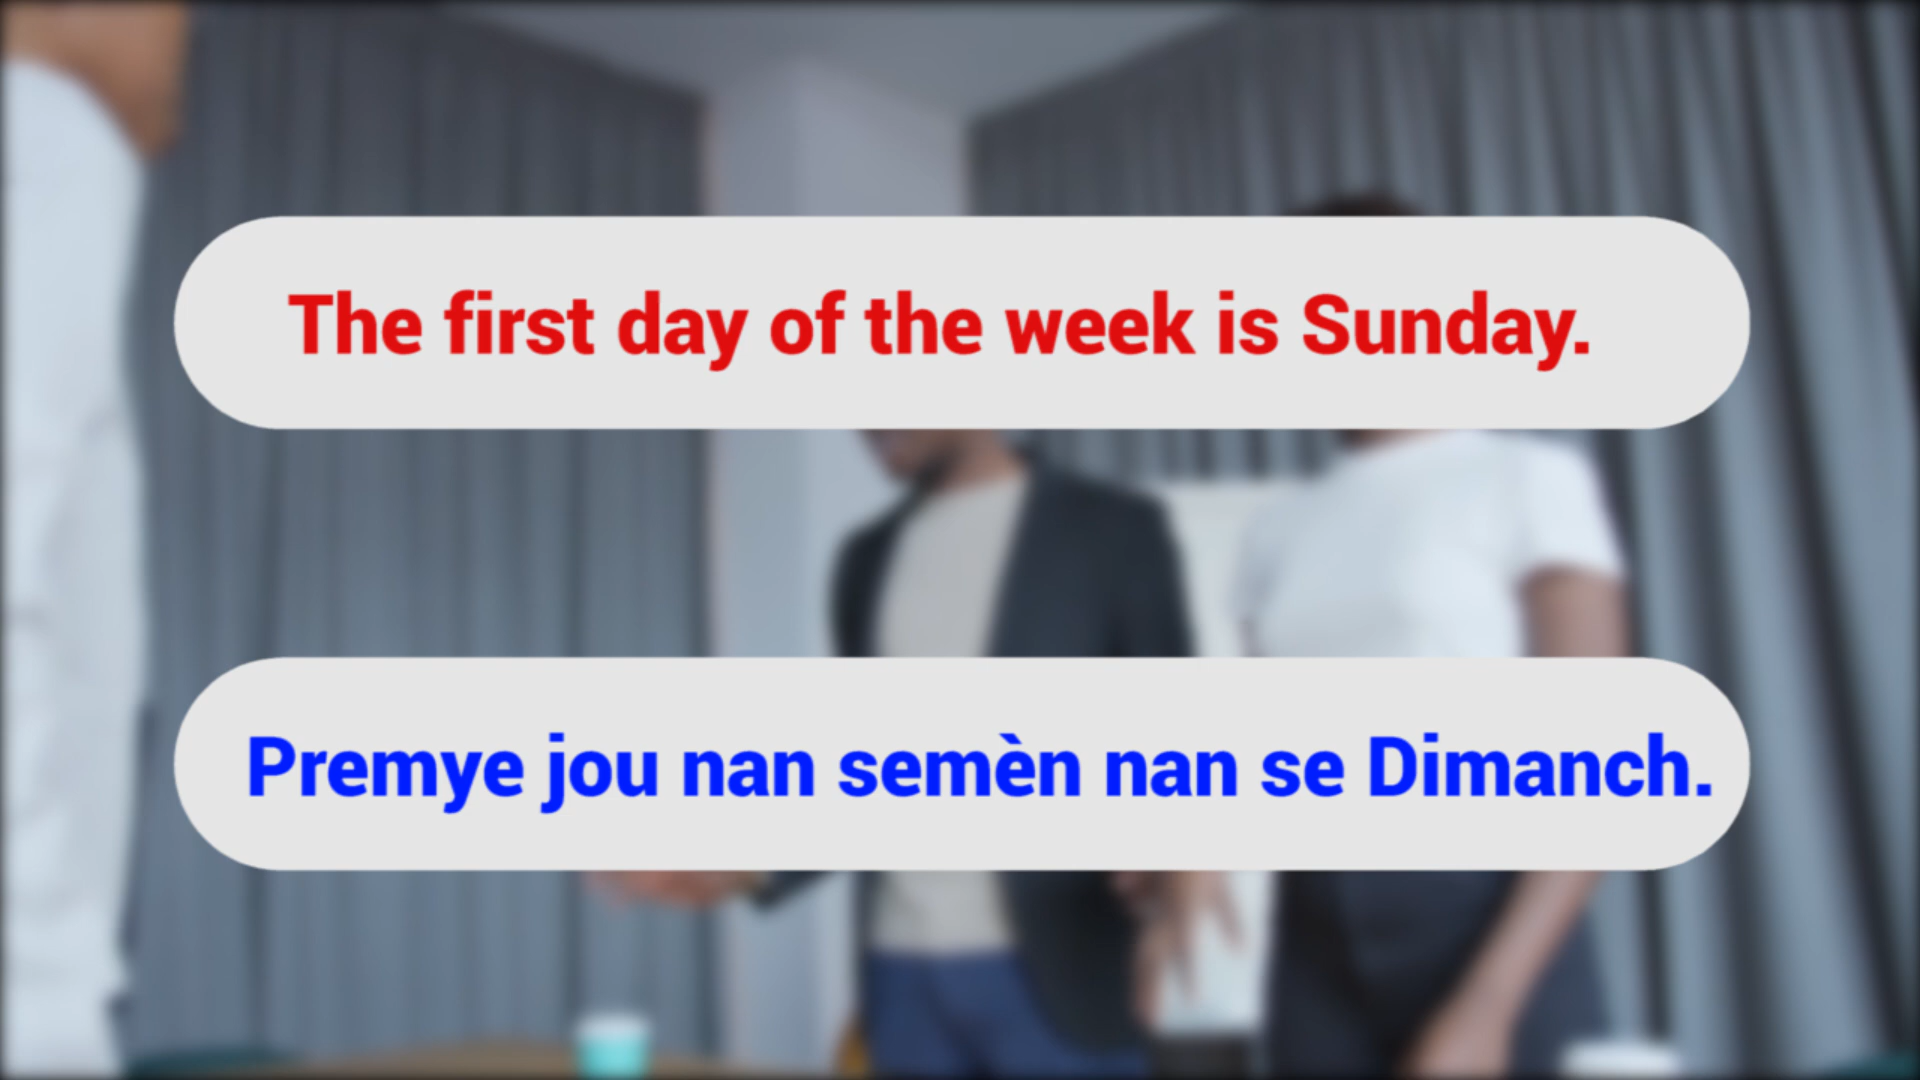 The first day of the week is Sunday.
Premye jou nan semèn nan se Dimanch.